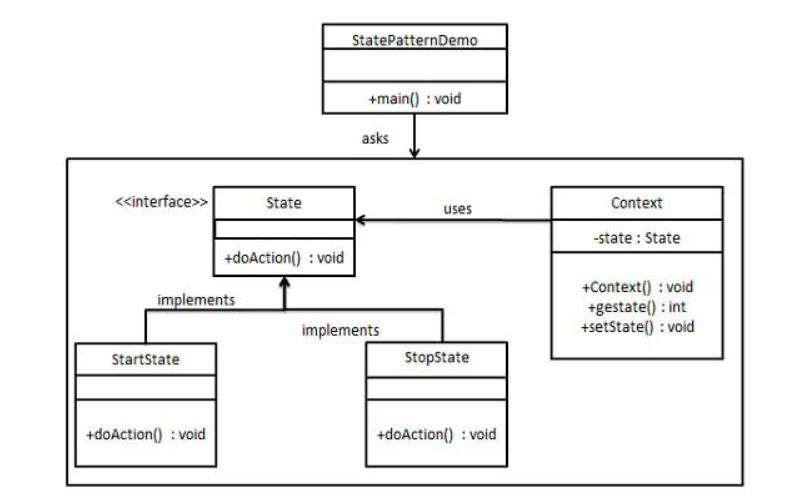 StatePatternDemo
+main() : void
asks
<<interface>>
State
+doAction() : void
uses
Context
-state : State
+Context() : void
+gestate() : int
+setState() : void
implements
implements
StartState
+doAction() : void
StopState
+doAction() : void